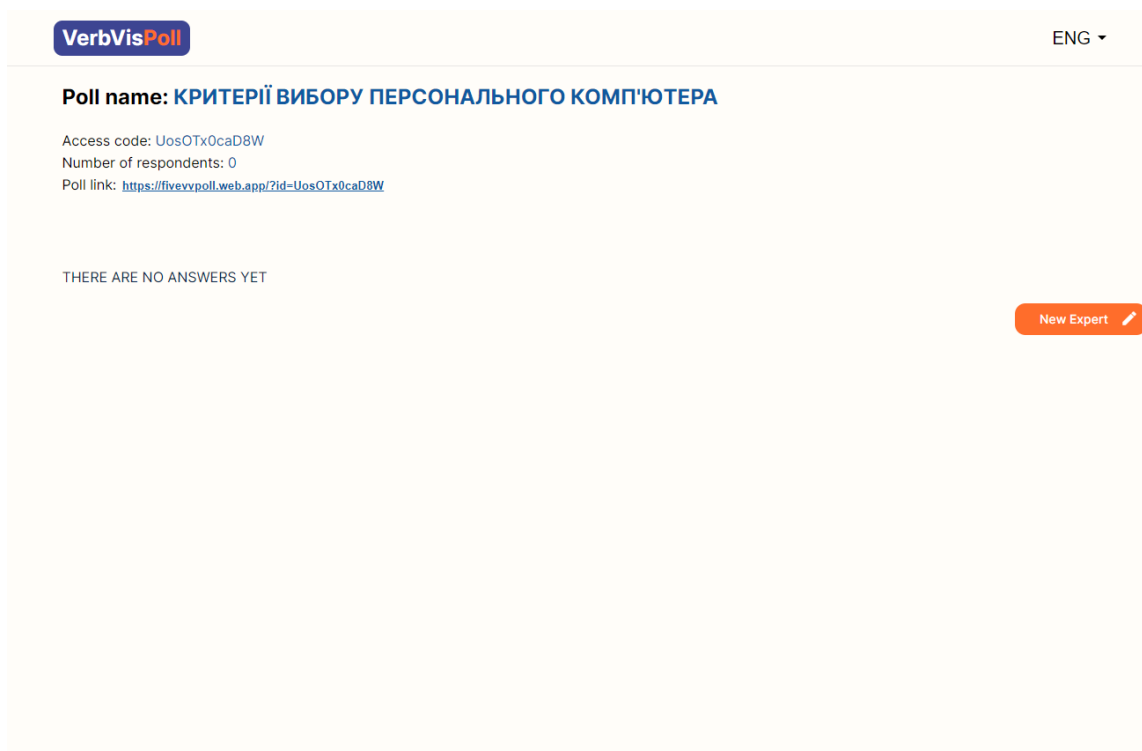 VerbVisPoll
ENG
Poll name: КРИТЕРІЇ ВИБОРУ ПЕРСОНАЛЬНОГО КОМП'ЮТЕРА
Access code: UosOTx0caD8W
Number of respondents: 0
Poll link: https://fivevvpoll.web.app/?id=UosOTx0caD8W
THERE ARE NO ANSWERS YET
New Expert